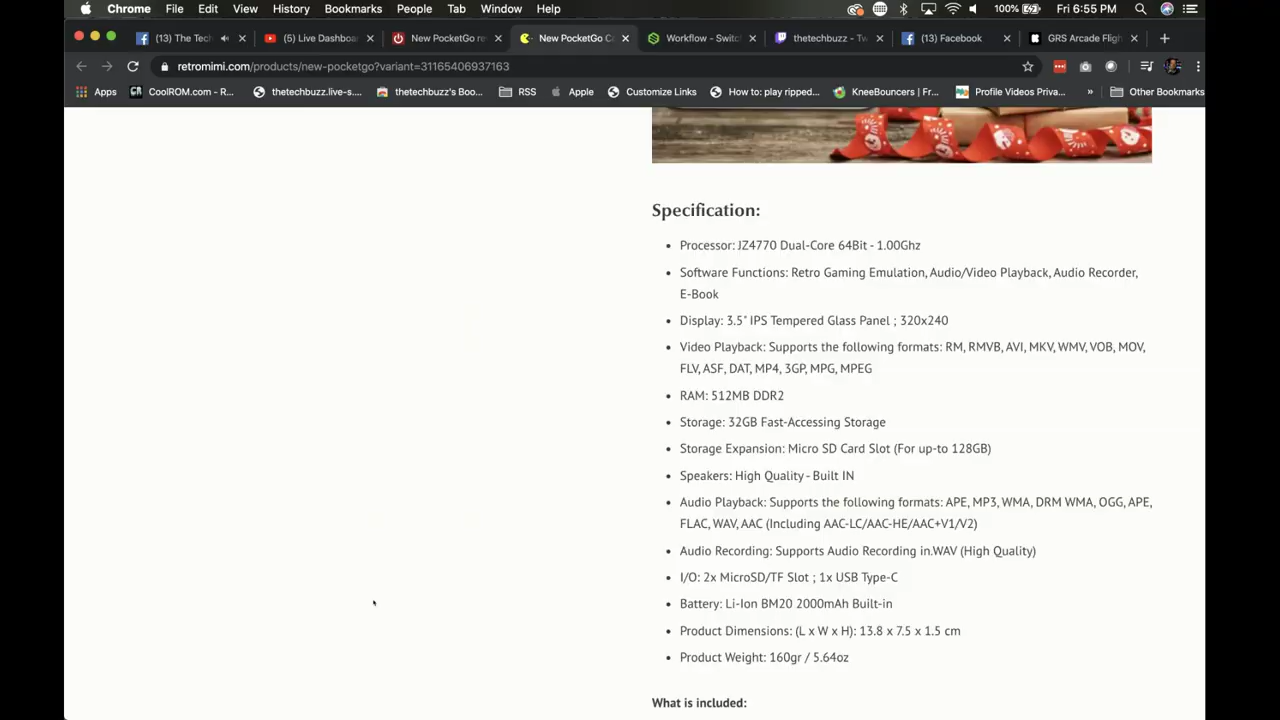 Chrome File Edit View History Bookmarks People Tab Window Help 100% Fri 6:55 PM
(13) The Tech (5) Live Dashboa New PocketGo re New PocketGo C Workflow - Switc thetechbuzz - Tw (13) Facebook GRS Arcade Fligh
retromimi.com/products/new-pocketgo?variant=31165406937163
Apps CoolROM.com - R... thetechbuzz.live-s.... thetechbuzz's Boo... RSS Apple Customize Links How to: play ripped... KneeBouncers | Fr... Profile Videos Priva... » Other Bookmarks
Specification:
• Processor: JZ4770 Dual-Core 64Bit - 1.00Ghz
• Software Functions: Retro Gaming Emulation, Audio/Video Playback, Audio Recorder,
E-Book
• Display: 3.5" IPS Tempered Glass Panel ; 320x240
• Video Playback: Supports the following formats: RM, RMVB, AVI, MKV, WMV, VOB, MOV,
FLV, ASF, DAT, MP4, 3GP, MPG, MPEG
• RAM: 512MB DDR2
• Storage: 32GB Fast-Accessing Storage
• Storage Expansion: Micro SD Card Slot (For up-to 128GB)
• Speakers: High Quality - Built IN
• Audio Playback: Supports the following formats: APE, MP3, WMA, DRM WMA, OGG, APE,
FLAC, WAV, AAC (Including AAC-LC/AAC-HE/AAC+V1/V2)
• Audio Recording: Supports Audio Recording in.WAV (High Quality)
• I/O: 2x MicroSD/TF Slot ; 1x USB Type-C
• Battery: Li-Ion BM20 2000mAh Built-in
• Product Dimensions: (L x W x H): 13.8 x 7.5 x 1.5 cm
• Product Weight: 160gr / 5.64oz
What is included: